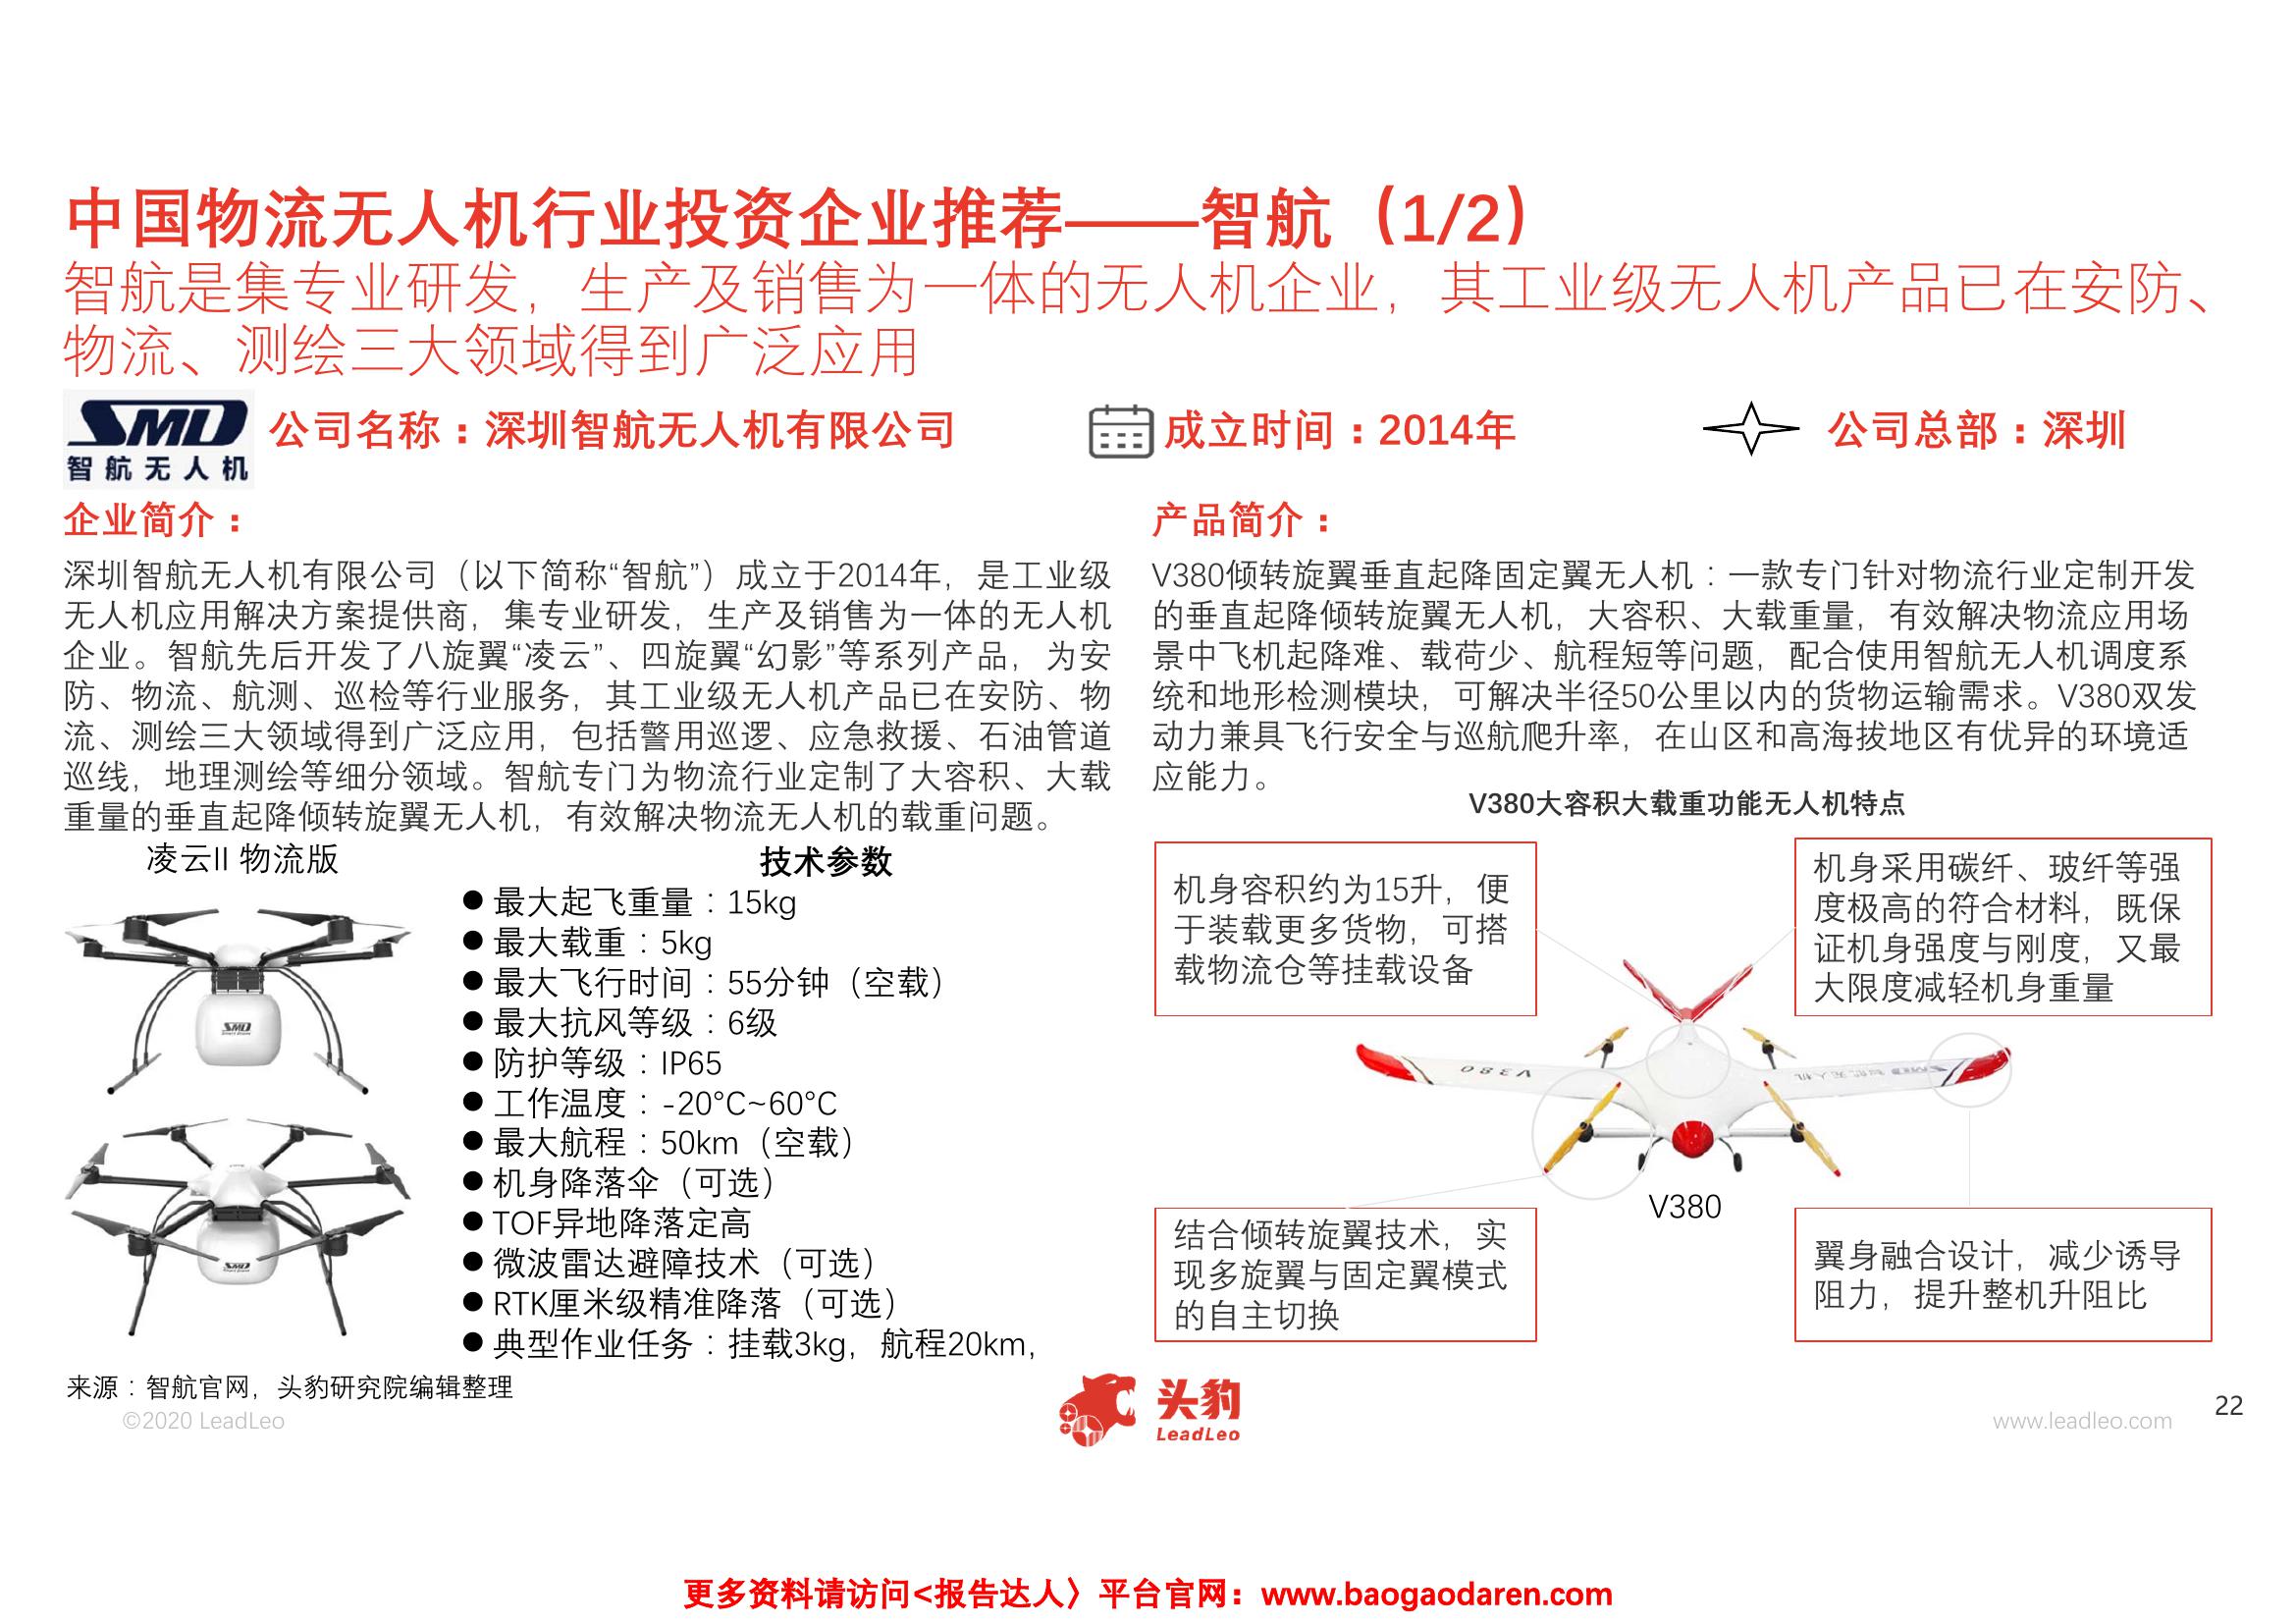 中国物流无人机行业投资企业推荐——智航（1/2）
智航是集专业研发，生产及销售为一体的无人机企业，其工业级无人机产品已在安防、
物流、测绘三大领域得到广泛应用
SMD
智航无人机
公司名称：深圳智航无人机有限公司
成立时间：2014年
公司总部：深圳
企业简介：
深圳智航无人机有限公司（以下简称“智航”）成立于2014年，是工业级
无人机应用解决方案提供商，集专业研发，生产及销售为一体的无人机
企业。智航先后开发了八旋翼“凌云”、四旋翼“幻影”等系列产品，为安
防、物流、航测、巡检等行业服务，其工业级无人机产品已在安防、物
流、测绘三大领域得到广泛应用，包括警用巡逻、应急救援、石油管道
巡线，地理测绘等细分领域。智航专门为物流行业定制了大容积、大载
重量的垂直起降倾转旋翼无人机，有效解决物流无人机的载重问题。
凌云II 物流版
SMD
SMD
技术参数
● 最大起飞重量：15kg
● 最大载重：5kg
● 最大飞行时间：55分钟（空载）
● 最大抗风等级：6级
● 防护等级：IP65
● 工作温度：-20°C~60°C
● 最大航程：50km（空载）
● 机身降落伞（可选）
● TOF异地降落定高
● 微波雷达避障技术（可选）
● RTK厘米级精准降落（可选）
● 典型作业任务：挂载3kg，航程20km，
产品简介：
V380倾转旋翼垂直起降固定翼无人机：一款专门针对物流行业定制开发
的垂直起降倾转旋翼无人机，大容积、大载重量，有效解决物流应用场
景中飞机起降难、载荷少、航程短等问题，配合使用智航无人机调度系
统和地形检测模块，可解决半径50公里以内的货物运输需求。V380双发
动力兼具飞行安全与巡航爬升率，在山区和高海拔地区有优异的环境适
应能力。
V380大容积大载重功能无人机特点
机身容积约为15升，便
于装载更多货物，可搭
载物流仓等挂载设备
机身采用碳纤、玻纤等强
度极高的符合材料，既保
证机身强度与刚度，又最
大限度减轻机身重量
V380
SMD 智航无人机
V380
结合倾转旋翼技术，实
现多旋翼与固定翼模式
的自主切换
翼身融合设计，减少诱导
阻力，提升整机升阻比
来源：智航官网，头豹研究院编辑整理
©2020 LeadLeo
头豹
LeadLeo
www.leadleo.com
22
更多资料请访问<报告达人〉平台官网：www.baogaodaren.com